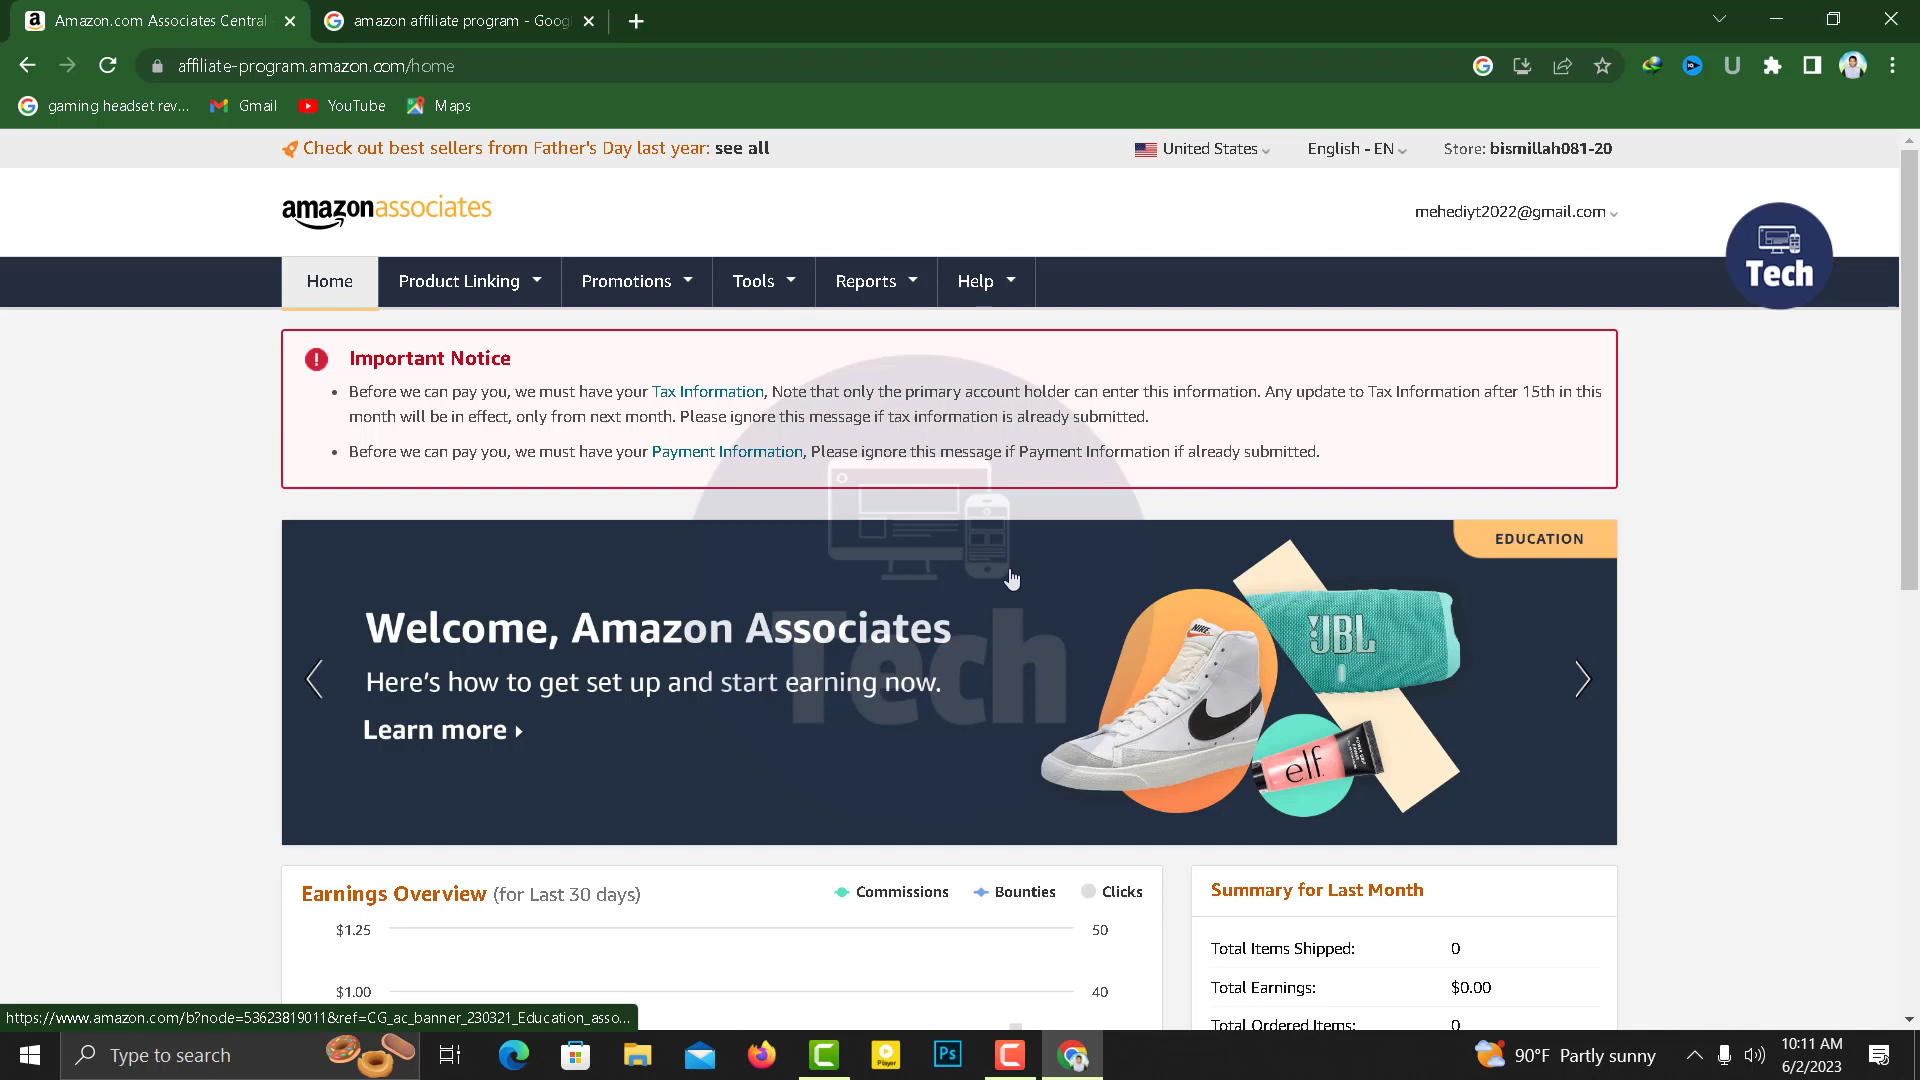 Amazon.com Associates Central
amazon affiliate program - Goog
affiliate-program.amazon.com/home
gaming headset rev...
Gmail
YouTube
Maps
Check out best sellers from Father's Day last year: see all
United States
English - EN
Store: bismillah081-20
amazonassociates
mehediyt2022@gmail.com
Tech
Home
Product Linking
Promotions
Tools
Reports
Help
Important Notice
• Before we can pay you, we must have your Tax Information, Note that only the primary account holder can enter this information. Any update to Tax Information after 15th in this
month will be in effect, only from next month. Please ignore this message if tax information is already submitted.
• Before we can pay you, we must have your Payment Information, Please ignore this message if Payment Information if already submitted.
EDUCATION
Welcome, Amazon Associates
Here's how to get set up and start earning now.
Learn more
Tech
NIKE
JBL
elf
Earnings Overview (for Last 30 days)
Commissions
Bounties
Clicks
$1.25
50
$1.00
40
Summary for Last Month
Total Items Shipped: 0
Total Earnings: $0.00
Total Ordered Items: 0
https://www.amazon.com/b?node=53623819011&ref=CG_ac_banner_230321_Education_asso...
Type to search
Ps
Player
90°F Partly sunny
10:11 AM
6/2/2023